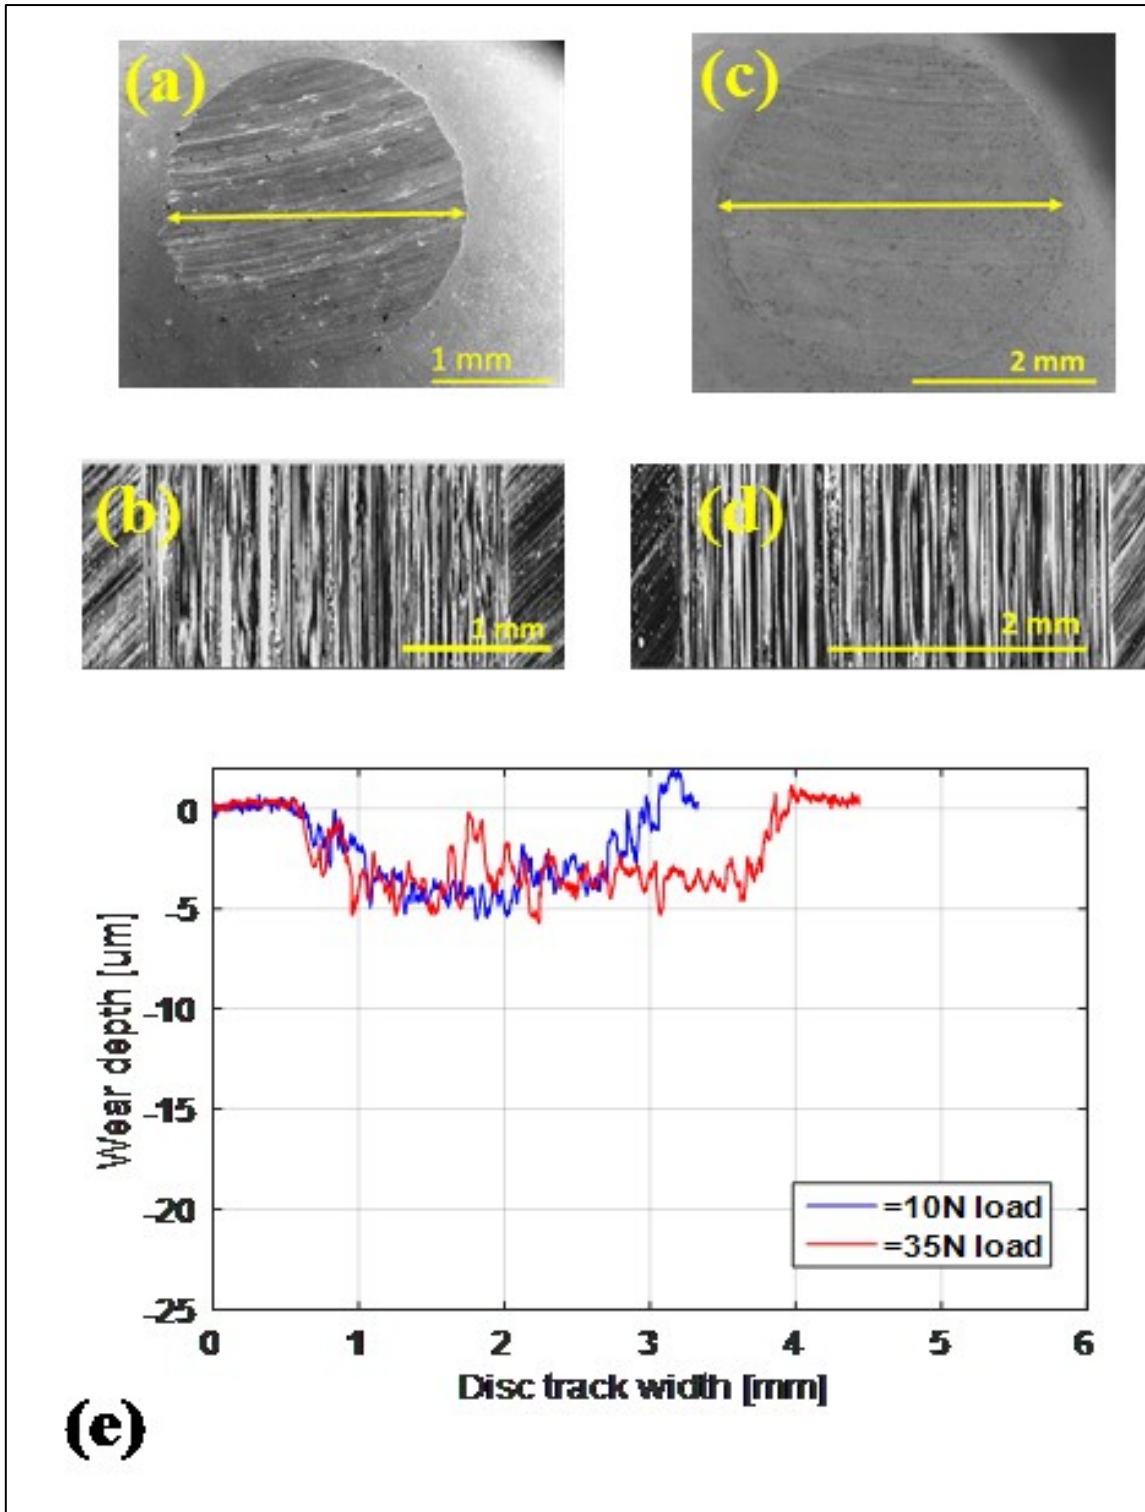 (a)
1 mm
(c)
2 mm
(b)
1 mm
(d)
2 mm
0
-5
-10
-15
-20
-25
Wear depth [um]
=10N load
=35N load
0 1 2 3 4 5 6
Disc track width [mm]
(e)